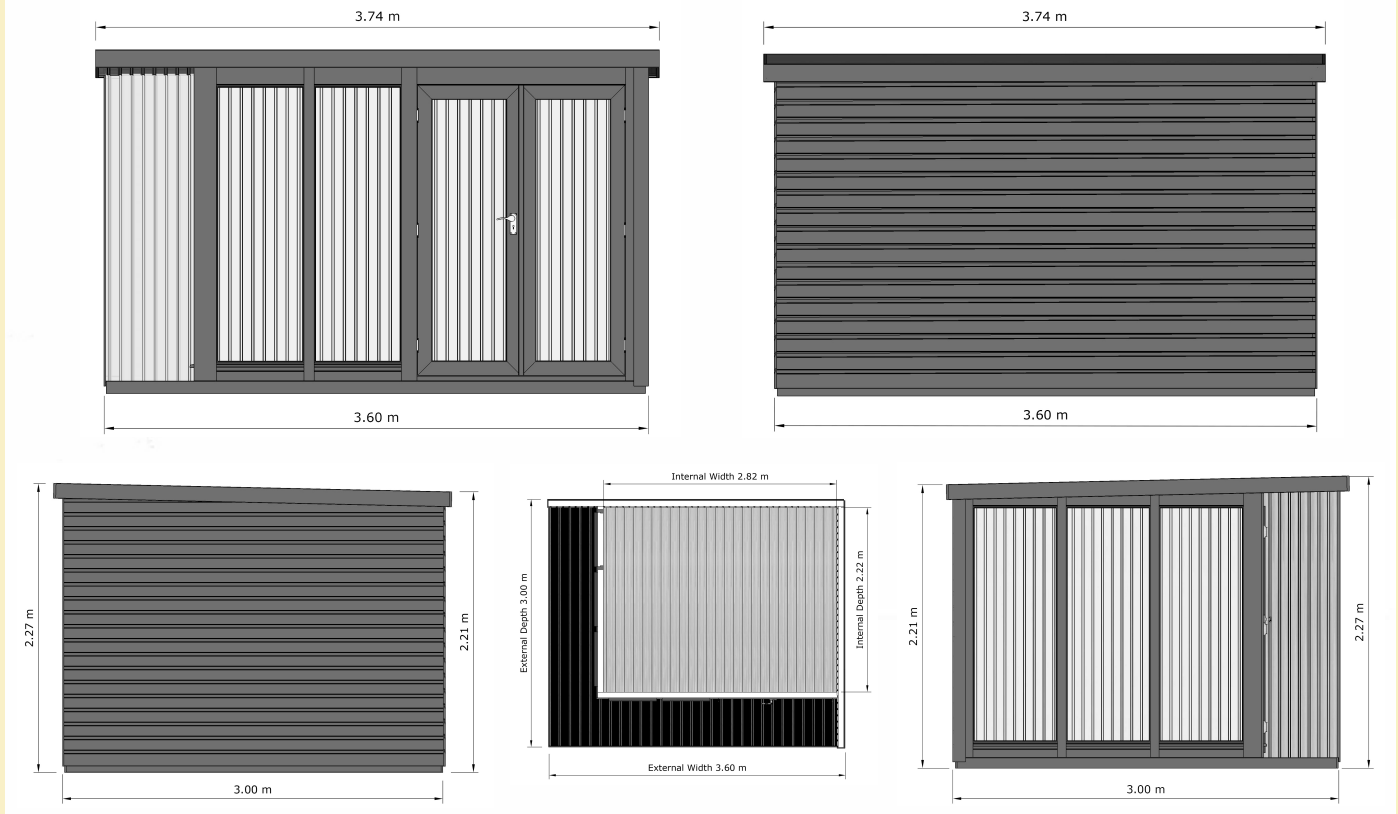 3.74 m
3.74 m
3.60 m
3.60 m
2.27 m
2.21 m
3.00 m
Internal Width 2.82 m
External Depth 3.00 m
Internal Depth 2.22 m
External Width 3.60 m
2.21 m
2.27 m
3.00 m